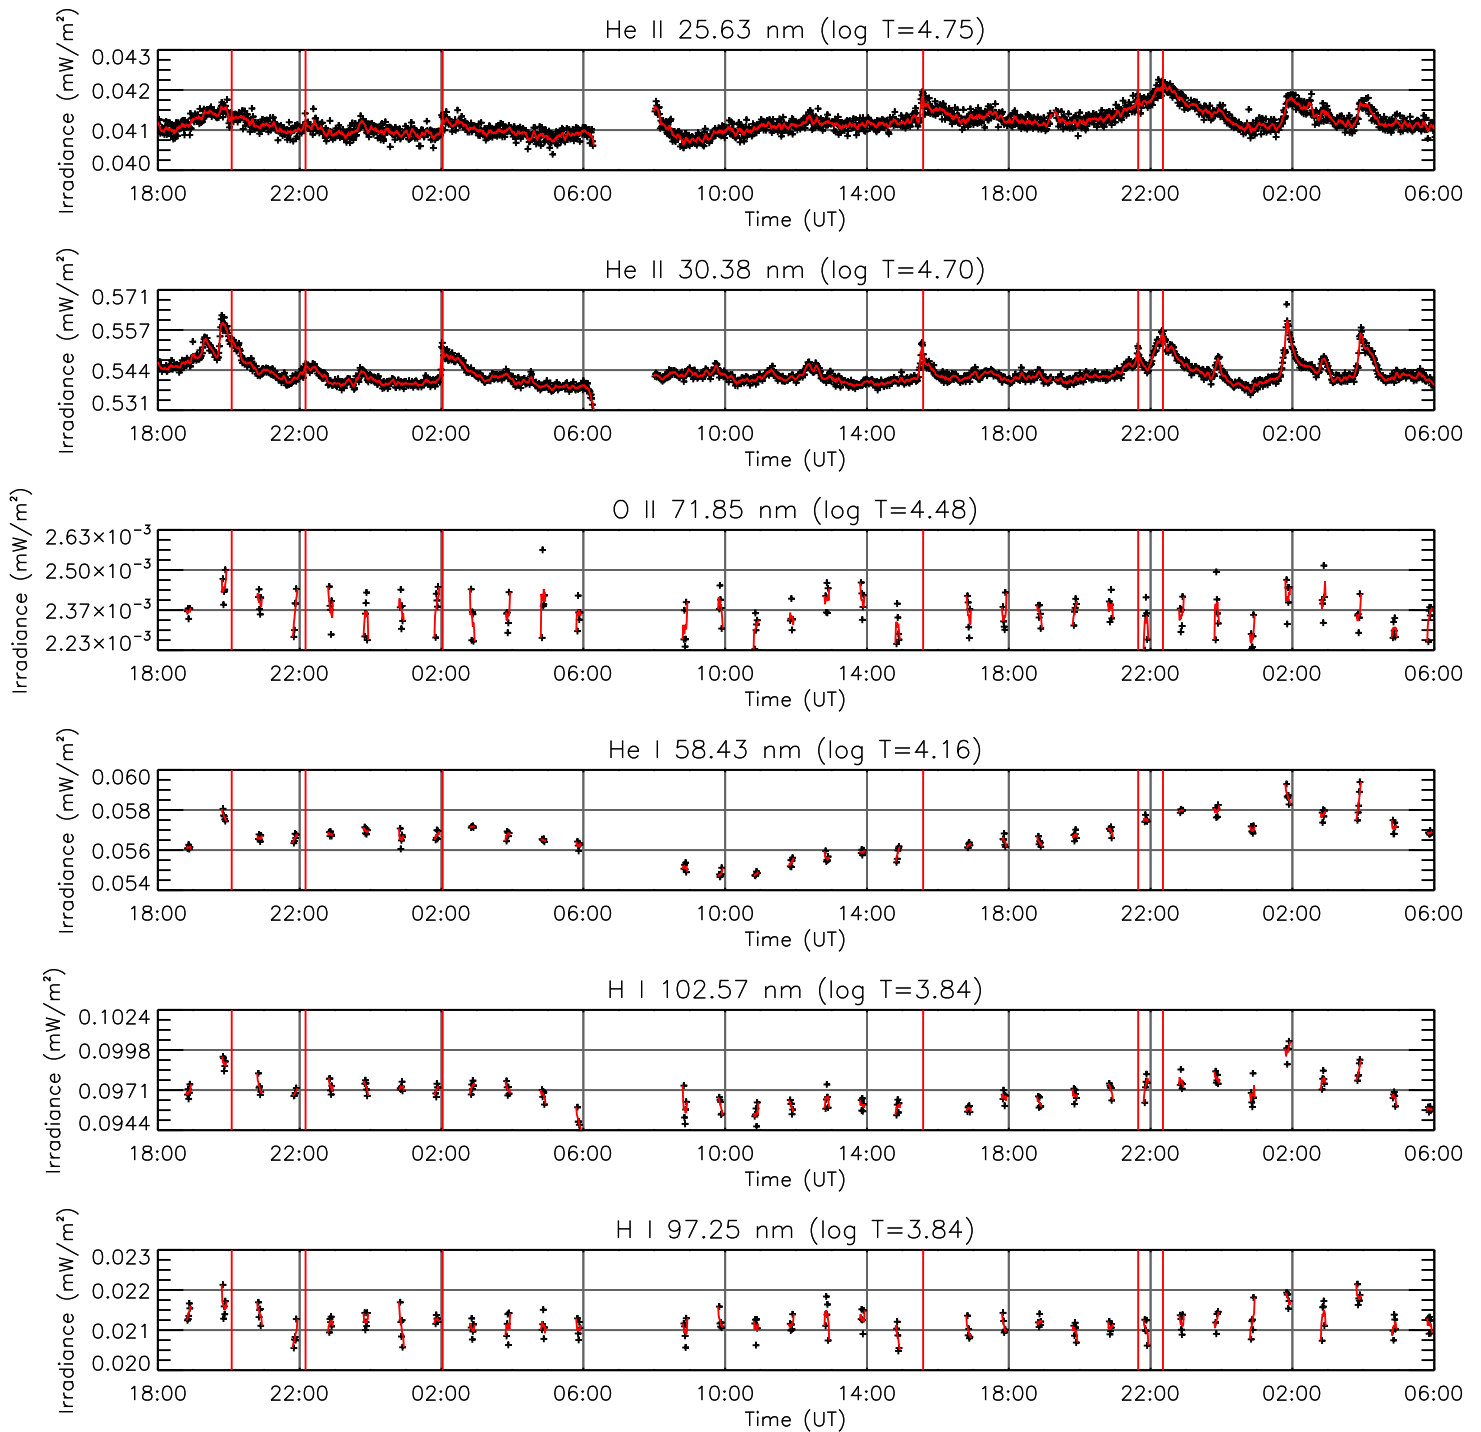 He II 25.63 nm (log T=4.75)
Irradiance (mW/m²)
0.043
0.042
0.041
0.040
18:00 22:00 02:00 06:00 10:00 14:00 18:00 22:00 02:00 06:00
Time (UT)
He II 30.38 nm (log T=4.70)
Irradiance (mW/m²)
0.571
0.557
0.544
0.531
18:00 22:00 02:00 06:00 10:00 14:00 18:00 22:00 02:00 06:00
Time (UT)
O II 71.85 nm (log T=4.48)
Irradiance (mW/m²)
2.63×10⁻³
2.50×10⁻³
2.37×10⁻³
2.23×10⁻³
18:00 22:00 02:00 06:00 10:00 14:00 18:00 22:00 02:00 06:00
Time (UT)
He I 58.43 nm (log T=4.16)
Irradiance (mW/m²)
0.060
0.058
0.056
0.054
18:00 22:00 02:00 06:00 10:00 14:00 18:00 22:00 02:00 06:00
Time (UT)
H I 102.57 nm (log T=3.84)
Irradiance (mW/m²)
0.1024
0.0998
0.0971
0.0944
18:00 22:00 02:00 06:00 10:00 14:00 18:00 22:00 02:00 06:00
Time (UT)
H I 97.25 nm (log T=3.84)
Irradiance (mW/m²)
0.023
0.022
0.021
0.020
18:00 22:00 02:00 06:00 10:00 14:00 18:00 22:00 02:00 06:00
Time (UT)